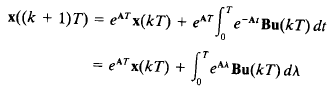 x((k + 1)T) = e^{AT}x(kT) + e^{AT} ∫_0^T e^{-At}Bu(kT) dt
= e^{AT}x(kT) + ∫_0^T e^{Aλ}Bu(kT) dλ